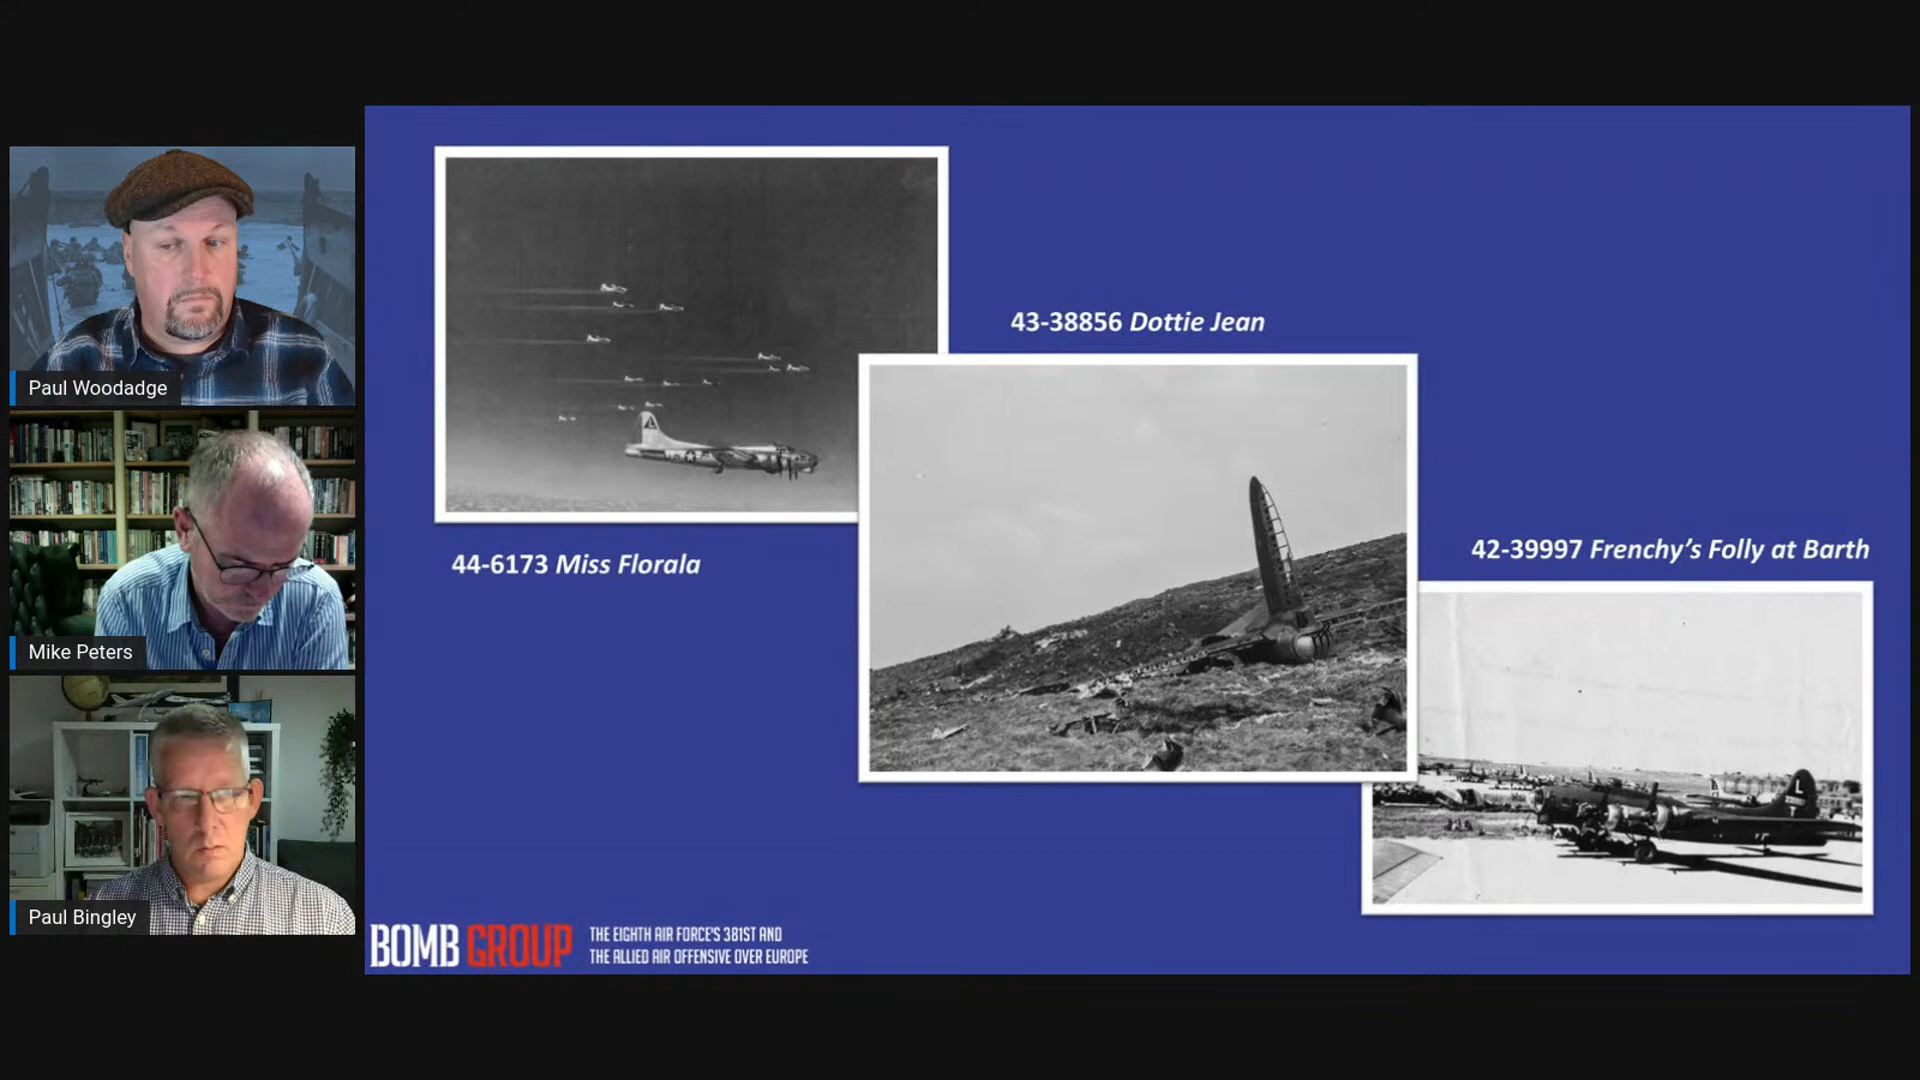 Paul Woodadge
Mike Peters
Paul Bingley
43-38856 Dottie Jean
44-6173 Miss Florala
42-39997 Frenchy's Folly at Barth
L
L
BOMB GROUP
THE EIGHTH AIR FORCE'S 381ST AND
THE ALLIED AIR OFFENSIVE OVER EUROPE